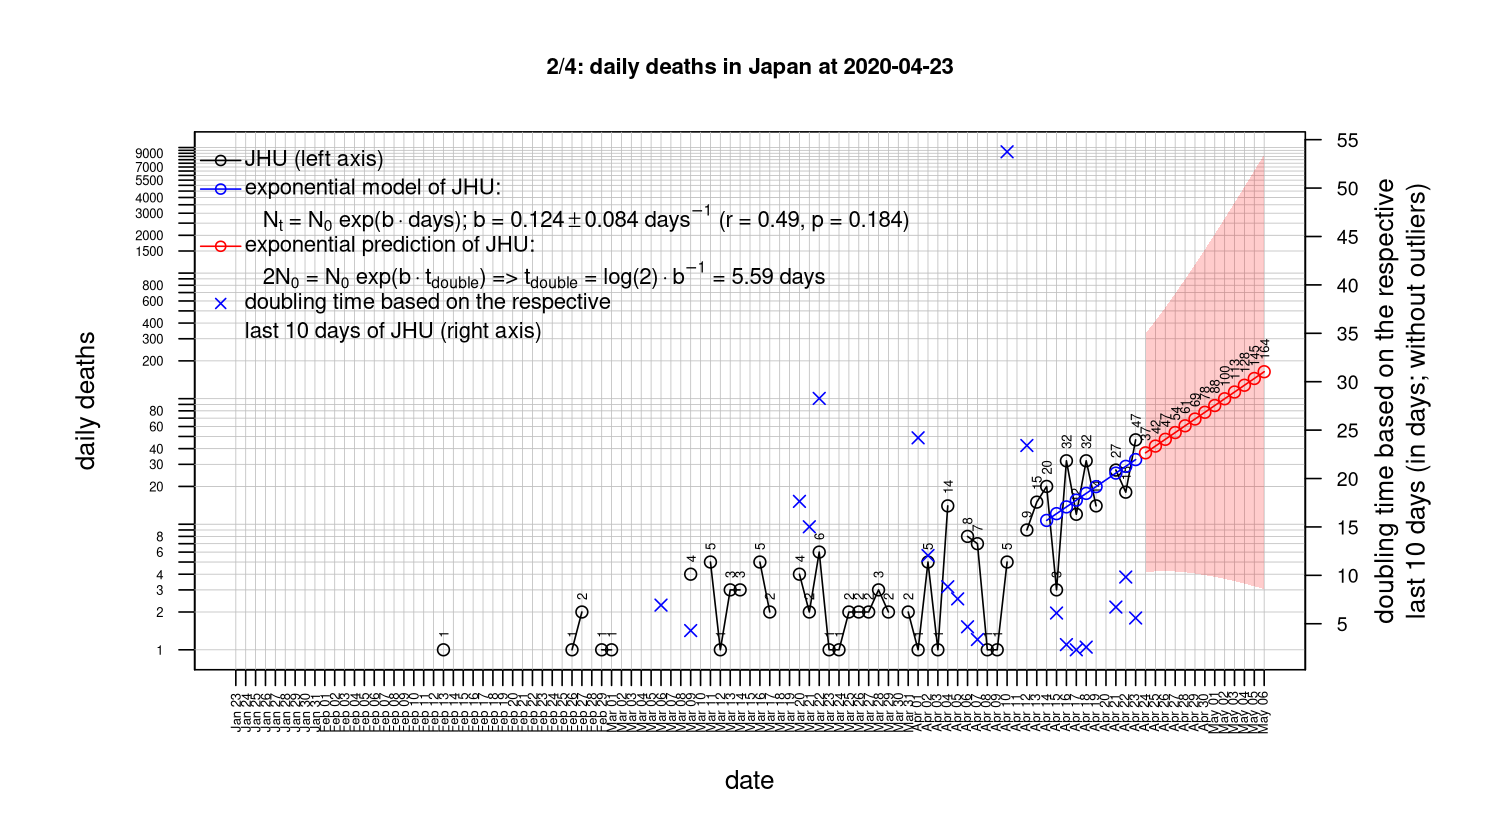 2/4: daily deaths in Japan at 2020-04-23
JHU (left axis)
exponential model of JHU:
Nt = N0 exp(b · days); b = 0.124 ± 0.084 days−1 (r = 0.49, p = 0.184)
exponential prediction of JHU:
2N0 = N0 exp(b · tdouble) => tdouble = log(2) · b−1 = 5.59 days
doubling time based on the respective
last 10 days of JHU (right axis)
daily deaths
9000
7000
5500
4000
3000
2000
1500
800
600
400
300
200
80
60
40
30
20
8
6
4
3
2
1
1
1
2
1
1
4
5
1
3
3
5
2
4
2
6
1
1
2
2
2
3
2
2
1
5
1
14
8
7
1
1
5
9
15
20
3
32
32
27
47
37
42
47
54
61
69
78
88
100
113
128
145
164
55
50
45
40
35
30
25
20
15
10
5
doubling time based on the respective
last 10 days (in days; without outliers)
Jan 23
Jan 24
Jan 25
Jan 26
Jan 27
Jan 28
Jan 29
Jan 30
Jan 31
Feb 01
Feb 02
Feb 03
Feb 04
Feb 05
Feb 06
Feb 07
Feb 08
Feb 09
Feb 10
Feb 11
Feb 12
Feb 13
Feb 14
Feb 15
Feb 16
Feb 17
Feb 18
Feb 19
Feb 20
Feb 21
Feb 22
Feb 23
Feb 24
Feb 25
Feb 26
Feb 27
Feb 28
Feb 29
Mar 01
Mar 02
Mar 03
Mar 04
Mar 05
Mar 06
Mar 07
Mar 08
Mar 09
Mar 10
Mar 11
Mar 12
Mar 13
Mar 14
Mar 15
Mar 16
Mar 17
Mar 18
Mar 19
Mar 20
Mar 21
Mar 22
Mar 23
Mar 24
Mar 25
Mar 26
Mar 27
Mar 28
Mar 29
Mar 30
Mar 31
Apr 01
Apr 02
Apr 03
Apr 04
Apr 05
Apr 06
Apr 07
Apr 08
Apr 09
Apr 10
Apr 11
Apr 12
Apr 13
Apr 14
Apr 15
Apr 16
Apr 17
Apr 18
Apr 19
Apr 20
Apr 21
Apr 22
Apr 23
Apr 24
Apr 25
Apr 26
Apr 27
Apr 28
Apr 29
Apr 30
May 01
May 02
May 03
May 04
May 05
May 06
date